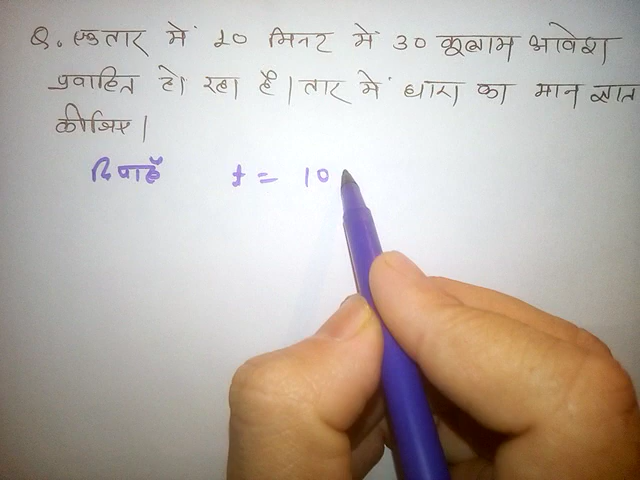 Q. एक तार में 10 मिनट में 30 कूलाम आवेश
प्रवाहित हो रहा है। तार में धारा का मान ज्ञात
कीजिए।
दिया है t = 10